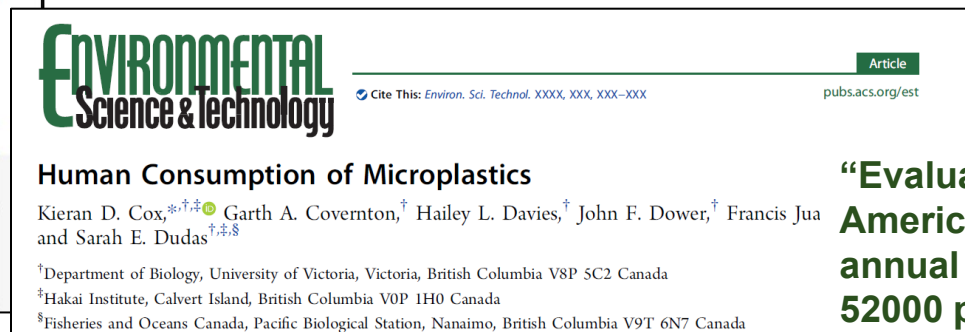 ENVIRONMENTAL
Science & Technology
Article
Cite This: Environ. Sci. Technol. XXXX, XXX, XXX−XXX
pubs.acs.org/est
Human Consumption of Microplastics
Kieran D. Cox,*,†,‡ Garth A. Covernton,† Hailey L. Davies,† John F. Dower,† Francis Jua
and Sarah E. Dudas†,‡,§
†Department of Biology, University of Victoria, Victoria, British Columbia V8P 5C2 Canada
‡Hakai Institute, Calvert Island, British Columbia V0P 1H0 Canada
§Fisheries and Oceans Canada, Pacific Biological Station, Nanaimo, British Columbia V9T 6N7 Canada
“Evalua
Americ
annual
52000 p